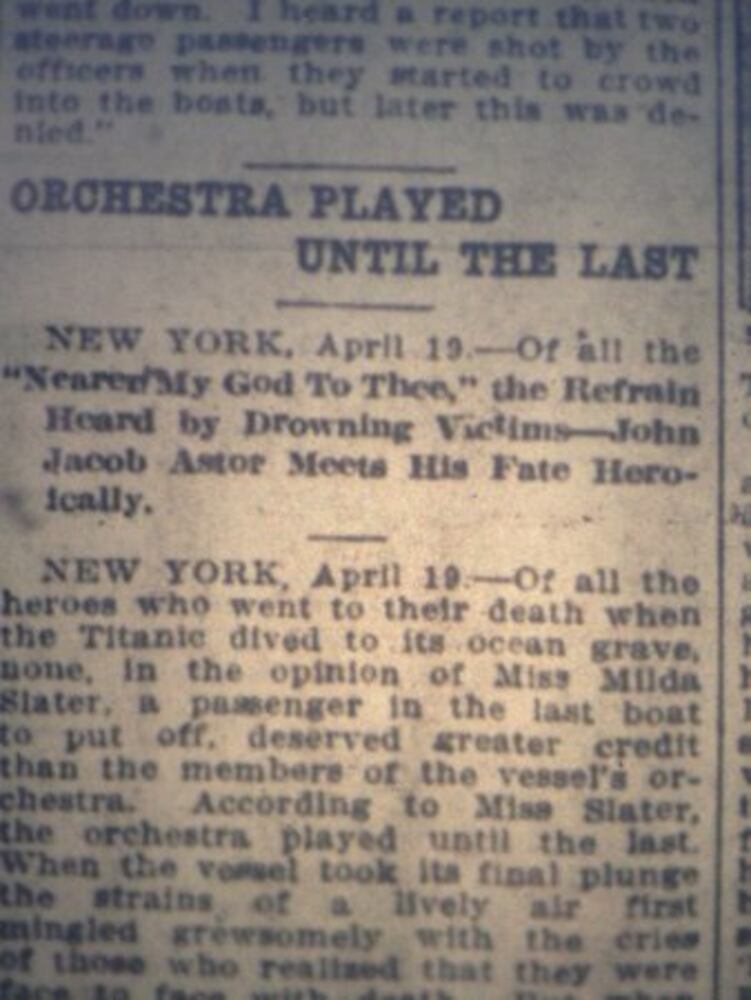 went down. I heard a report that two
steerage passengers were shot by the
officers when they started to crowd
into the boats, but later this was de-
nied."
ORCHESTRA PLAYED
UNTIL THE LAST
NEW YORK, April 19.—Of all the
"Nearer My God To Thee," the Refrain
Heard by Drowning Victims—John
Jacob Astor Meets His Fate Hero-
ically.
NEW YORK, April 19.—Of all the
heroes who went to their death when
the Titanic dived to its ocean grave,
none, in the opinion of Miss Milda
Slater, a passenger in the last boat
to put off, deserved greater credit
than the members of the vessel's or-
chestra. According to Miss Slater,
the orchestra played until the last.
When the vessel took its final plunge
the strains of a lively air first
mingled grewsomely with the cries
of those who realized that they were
face to face with death.